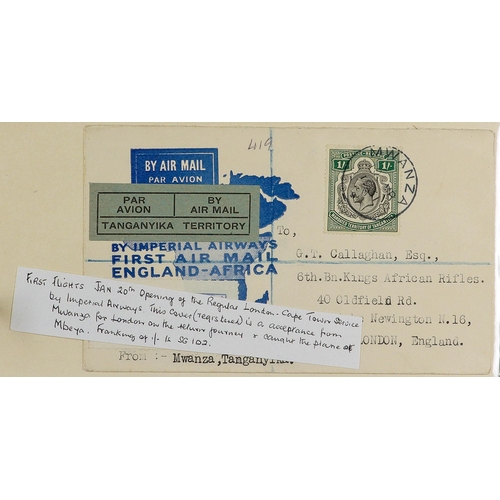 419
BY AIR MAIL
PAR AVION
PAR AVION
BY AIR MAIL
TANGANYIKA TERRITORY
BY IMPERIAL AIRWAYS
FIRST AIR MAIL
ENGLAND-AFRICA
1/- 1/-
MWANZA
To,
G.T. Callaghan, Esq.,
6th.Bn.Kings African Rifles.
40 Oldfield Rd.
Newington N.16,
LONDON, England.
FIRST FLIGHTS JAN 20th Opening of the Regular London-Cape Town Service
by Imperial Airways This Cover (registered) is a acceptance from
Mwanza for London on the return journey & caught the plane at
Mbeya. Franking of 1/- is SG 102.
From :- Mwanza,Tanganyika.